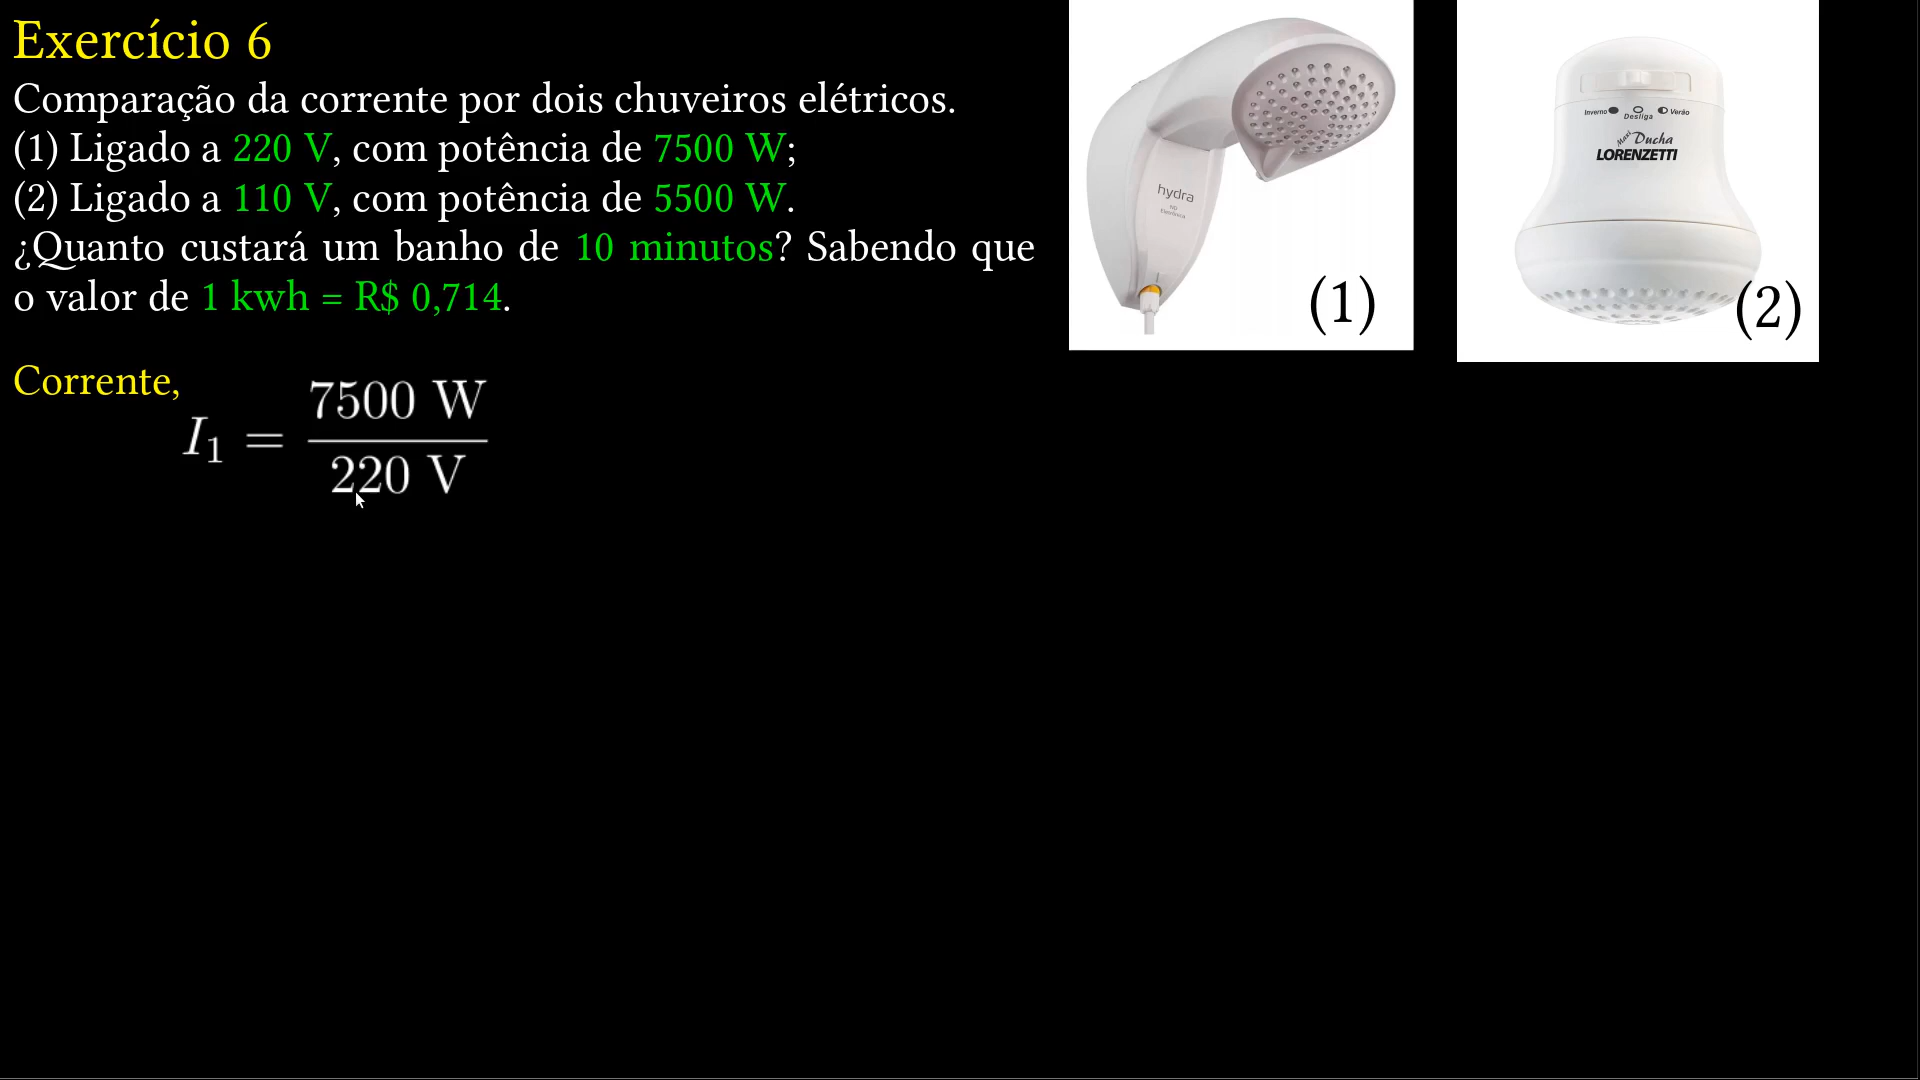 Exercício 6
Comparação da corrente por dois chuveiros elétricos.
(1) Ligado a 220 V, com potência de 7500 W;
(2) Ligado a 110 V, com potência de 5500 W.
¿Quanto custará um banho de 10 minutos? Sabendo que
o valor de 1 kwh = R$ 0,714.
hydra
(1)
Inverno Desliga Verão
Maxi Ducha
LORENZETTI
(2)
Corrente,
I₁ = 7500 W / 220 V